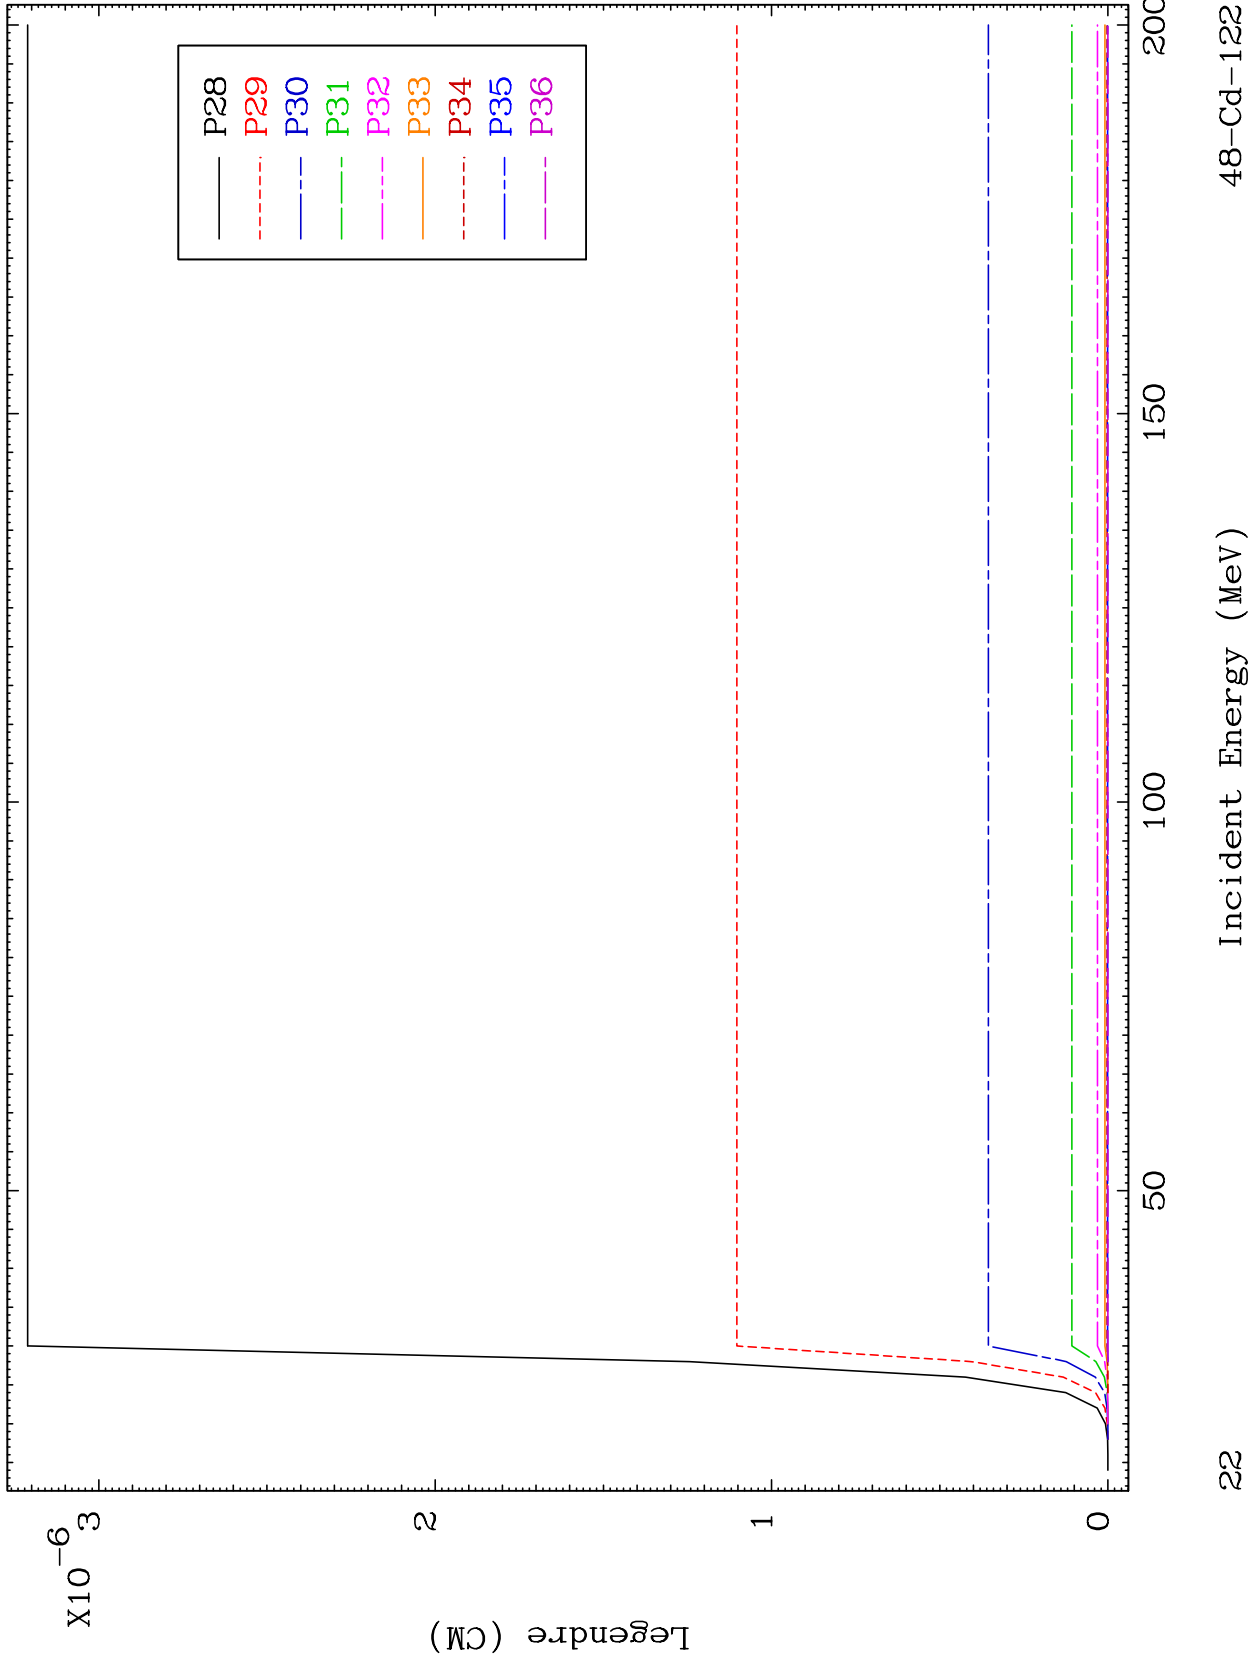 X10-6
3
2
1
0
Legendre (CM)
P28
P29
P30
P31
P32
P33
P34
P35
P36
50
100
150
200
Incident Energy (MeV)
22
48-Cd-122